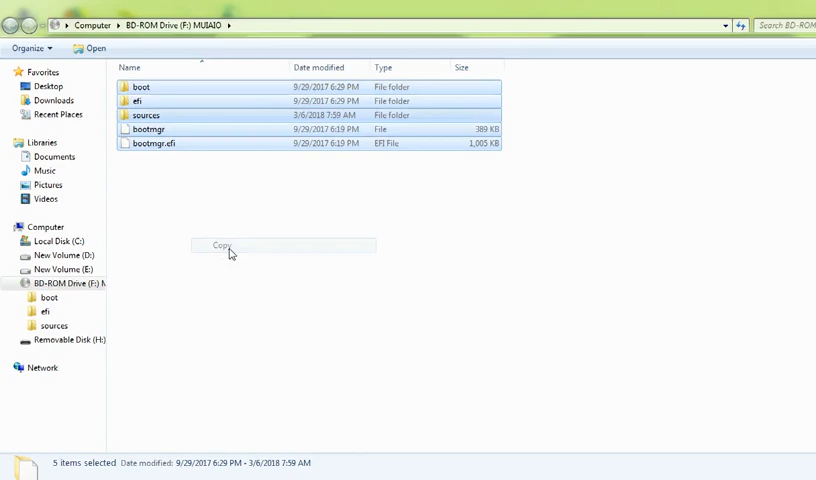 Computer BD-ROM Drive (F:) MUIAIO
Search BD-ROM
Organize Open
Name Date modified Type Size
Favorites
Desktop
Downloads
Recent Places
Libraries
Documents
Music
Pictures
Videos
Computer
Local Disk (C:)
New Volume (D:)
New Volume (E:)
BD-ROM Drive (F:) M
boot
efi
sources
Removable Disk (H:)
Network
boot 9/29/2017 6:29 PM File folder
efi 9/29/2017 6:29 PM File folder
sources 3/6/2018 7:59 AM File folder
bootmgr 9/29/2017 6:19 PM File 389 KB
bootmgr.efi 9/29/2017 6:19 PM EFI File 1,005 KB
Copy
5 items selected Date modified: 9/29/2017 6:29 PM - 3/6/2018 7:59 AM